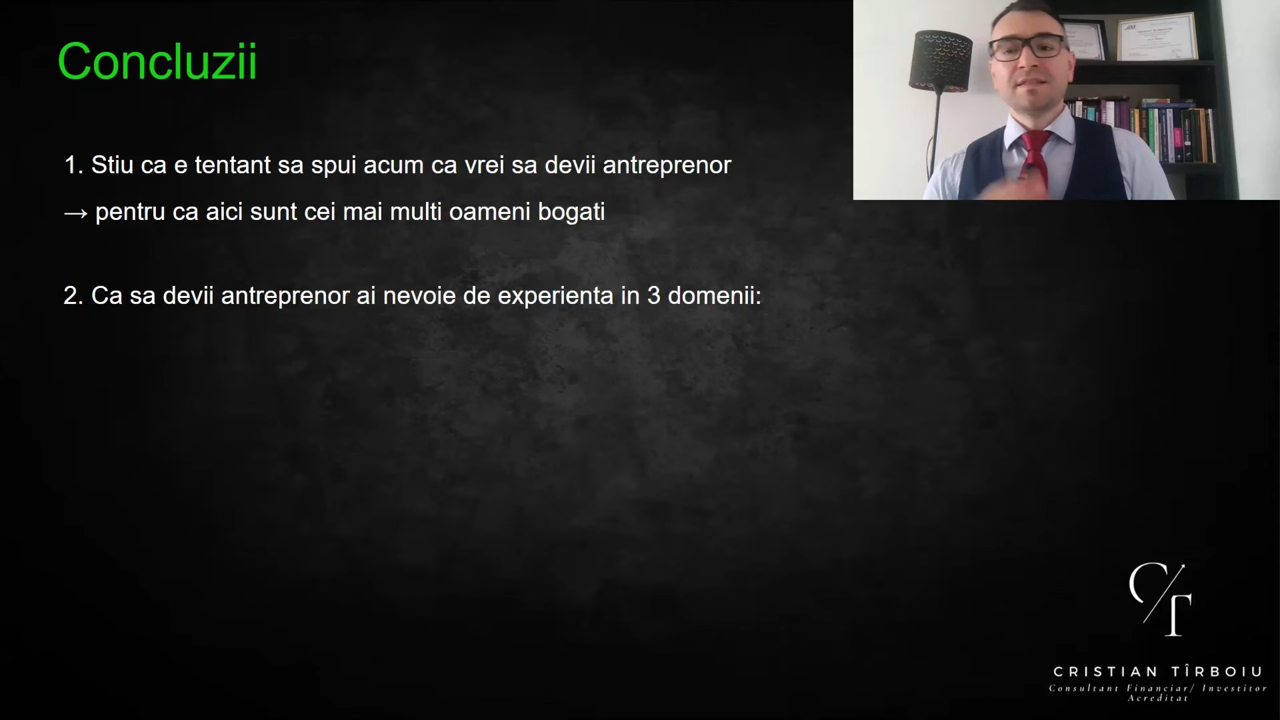 Concluzii
1. Stiu ca e tentant sa spui acum ca vrei sa devii antreprenor
→ pentru ca aici sunt cei mai multi oameni bogati
2. Ca sa devii antreprenor ai nevoie de experienta in 3 domenii:
CT
CRISTIAN TÎRBOIU
Consultant Financiar/ Investitor
Acreditat